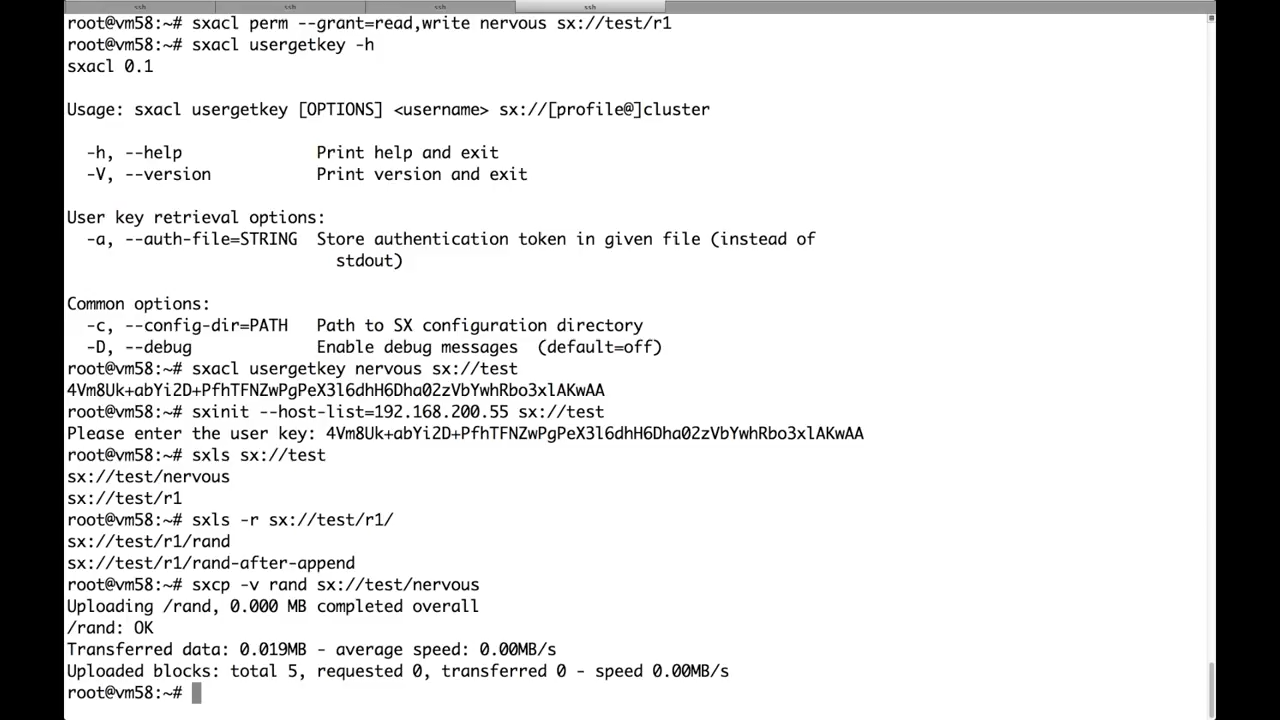 ssh ssh ssh ssh
root@vm58:~# sxacl perm --grant=read,write nervous sx://test/r1
root@vm58:~# sxacl usergetkey -h
sxacl 0.1
Usage: sxacl usergetkey [OPTIONS] <username> sx://[profile@]cluster
-h, --help Print help and exit
-V, --version Print version and exit
User key retrieval options:
-a, --auth-file=STRING Store authentication token in given file (instead of
stdout)
Common options:
-c, --config-dir=PATH Path to SX configuration directory
-D, --debug Enable debug messages (default=off)
root@vm58:~# sxacl usergetkey nervous sx://test
4Vm8Uk+abYi2D+PfhTFNZwPgPeX3l6dhH6Dha02zVbYwhRbo3xlAKwAA
root@vm58:~# sxinit --host-list=192.168.200.55 sx://test
Please enter the user key: 4Vm8Uk+abYi2D+PfhTFNZwPgPeX3l6dhH6Dha02zVbYwhRbo3xlAKwAA
root@vm58:~# sxls sx://test
sx://test/nervous
sx://test/r1
root@vm58:~# sxls -r sx://test/r1/
sx://test/r1/rand
sx://test/r1/rand-after-append
root@vm58:~# sxcp -v rand sx://test/nervous
Uploading /rand, 0.000 MB completed overall
/rand: OK
Transferred data: 0.019MB - average speed: 0.00MB/s
Uploaded blocks: total 5, requested 0, transferred 0 - speed 0.00MB/s
root@vm58:~#